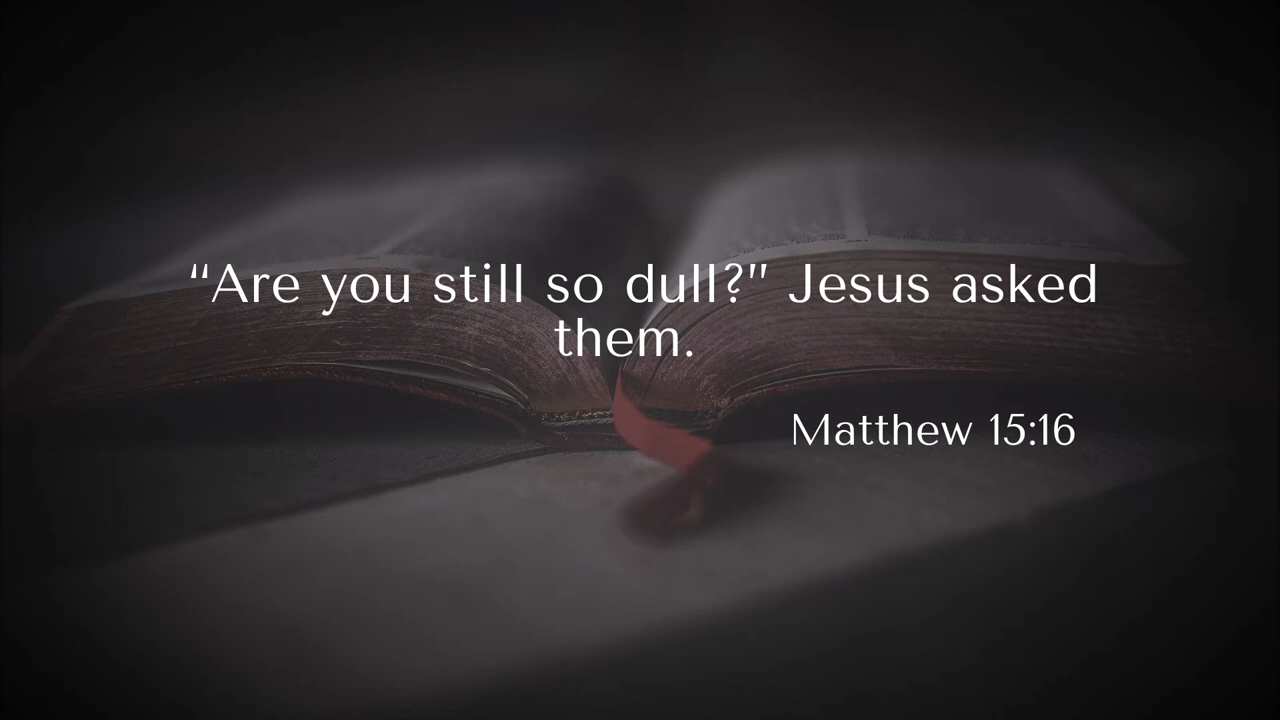 “Are you still so dull?” Jesus asked
them.
Matthew 15:16